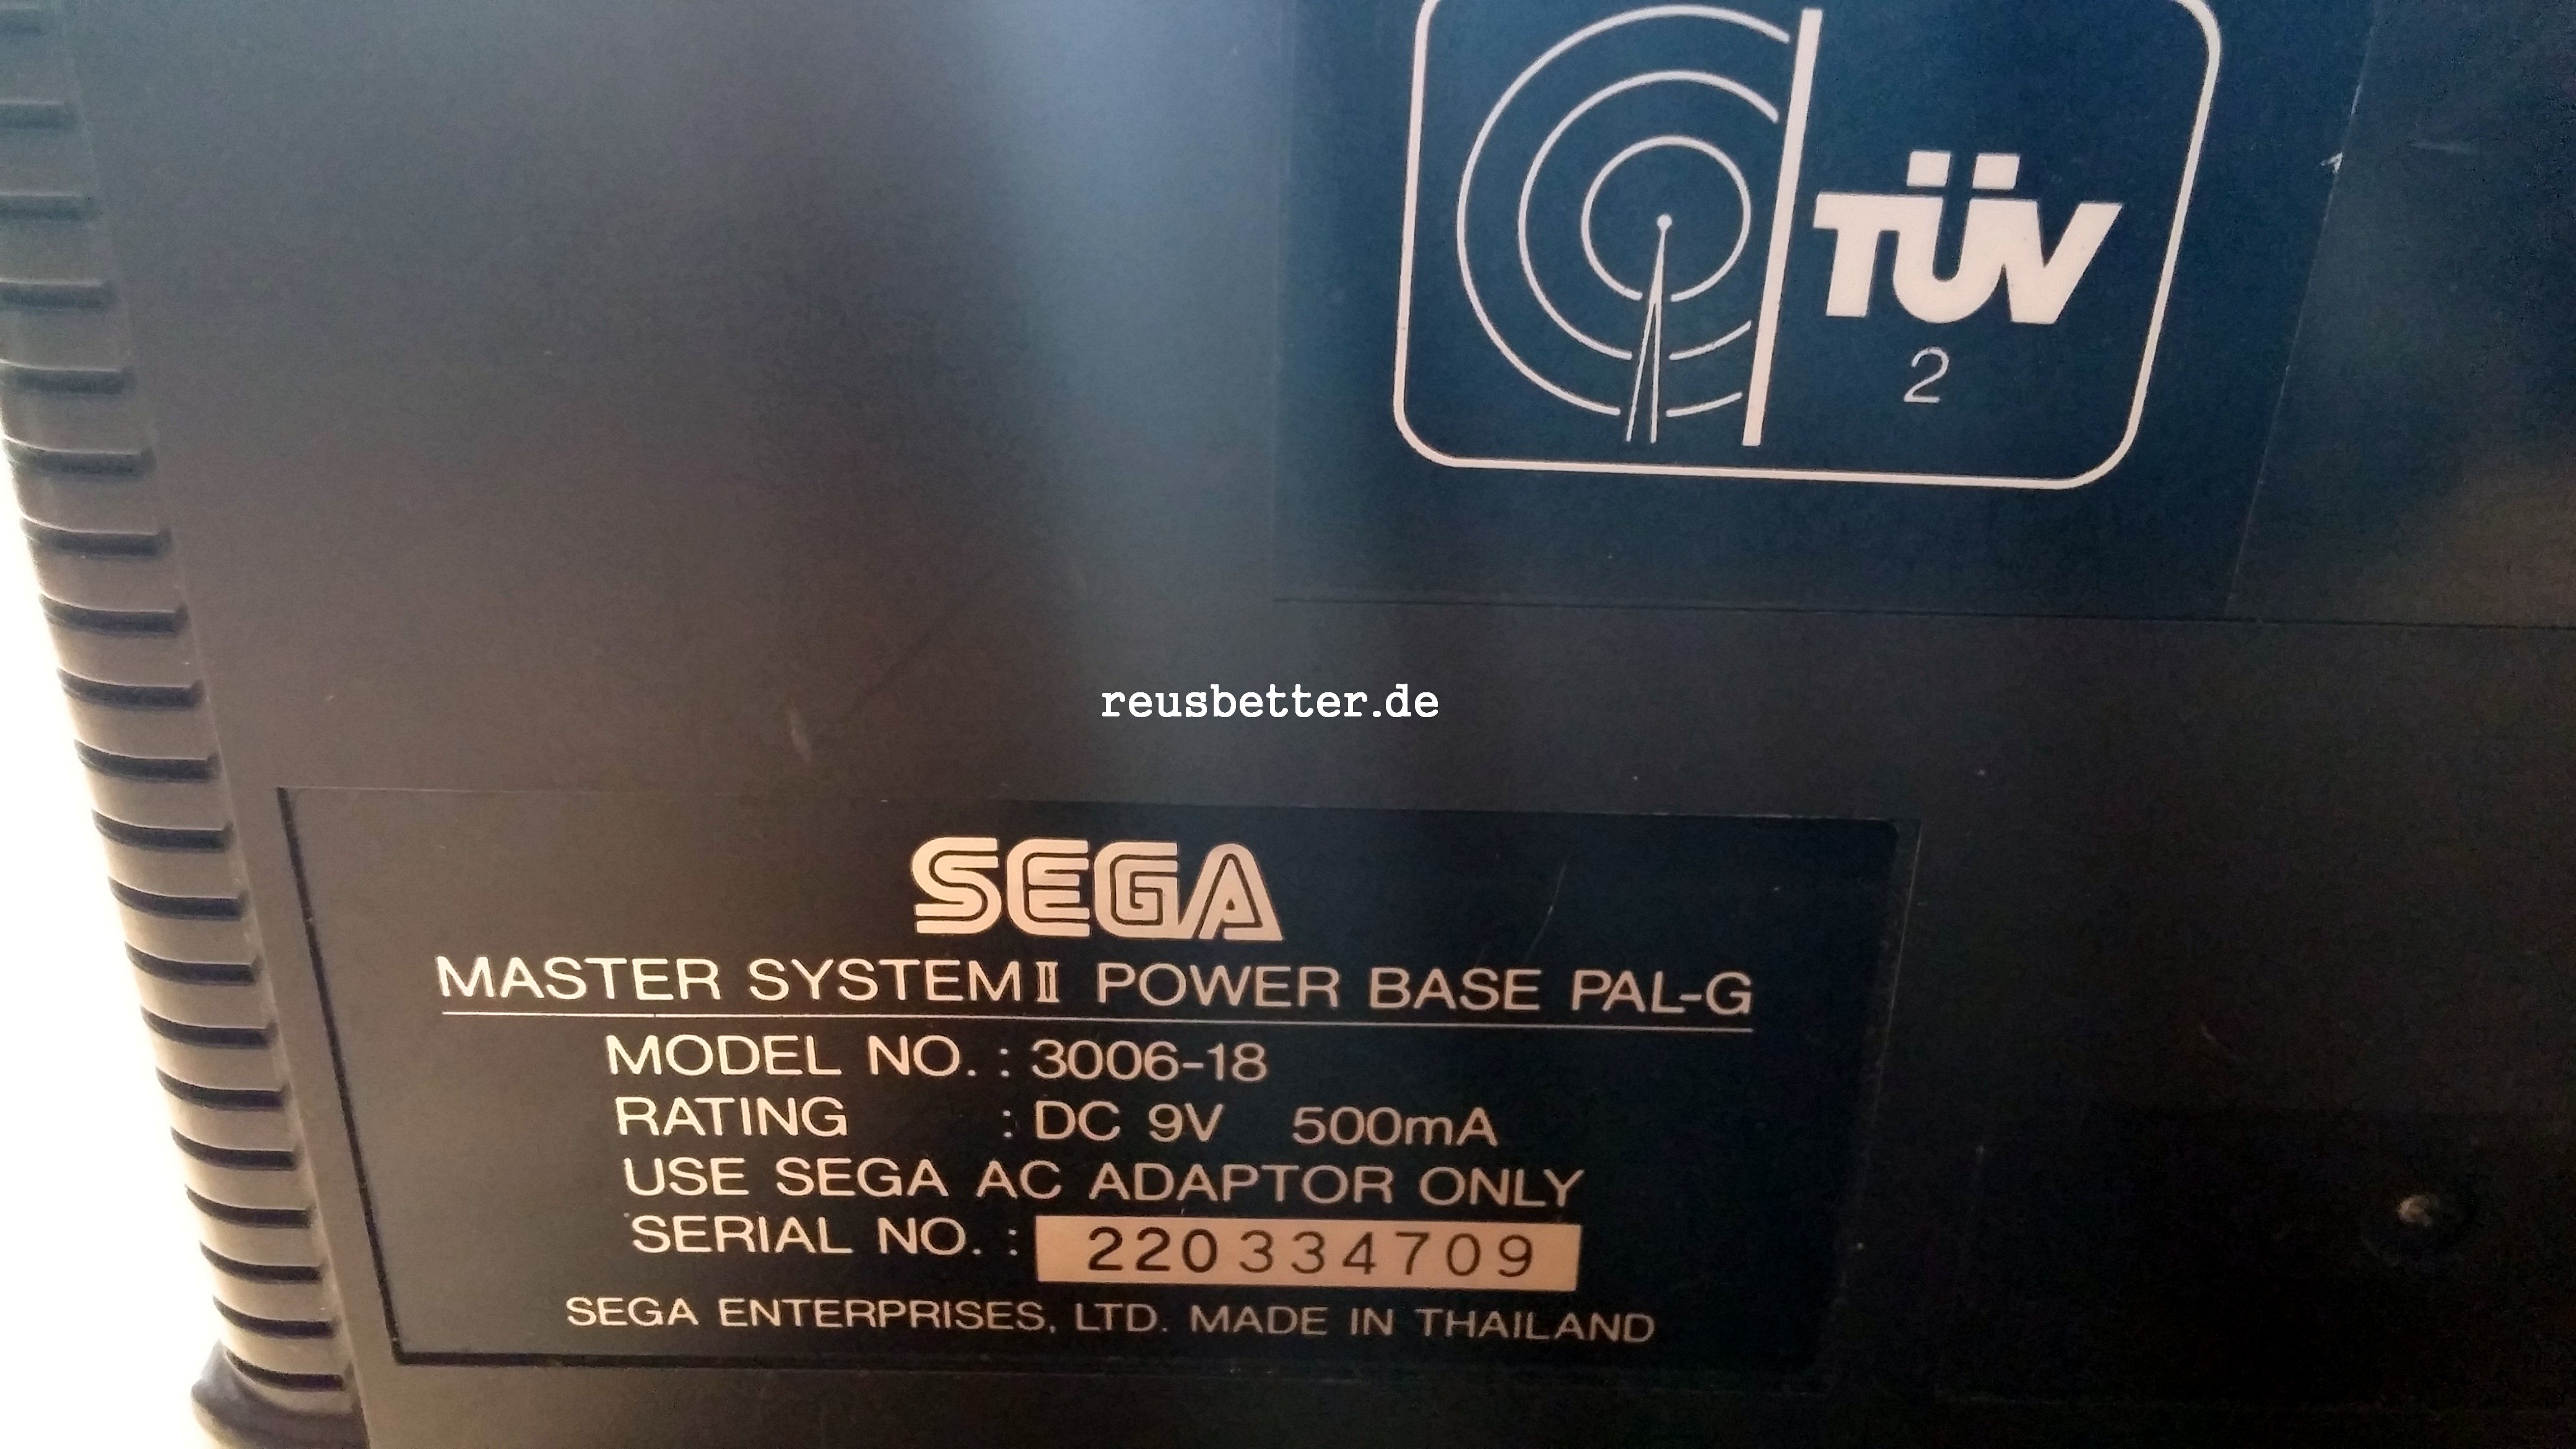 TÜV
2
reusbetter.de
SEGA
MASTER SYSTEM II POWER BASE PAL-G
MODEL NO. : 3006-18
RATING : DC 9V 500mA
USE SEGA AC ADAPTOR ONLY
SERIAL NO. : 220334709
SEGA ENTERPRISES, LTD. MADE IN THAILAND